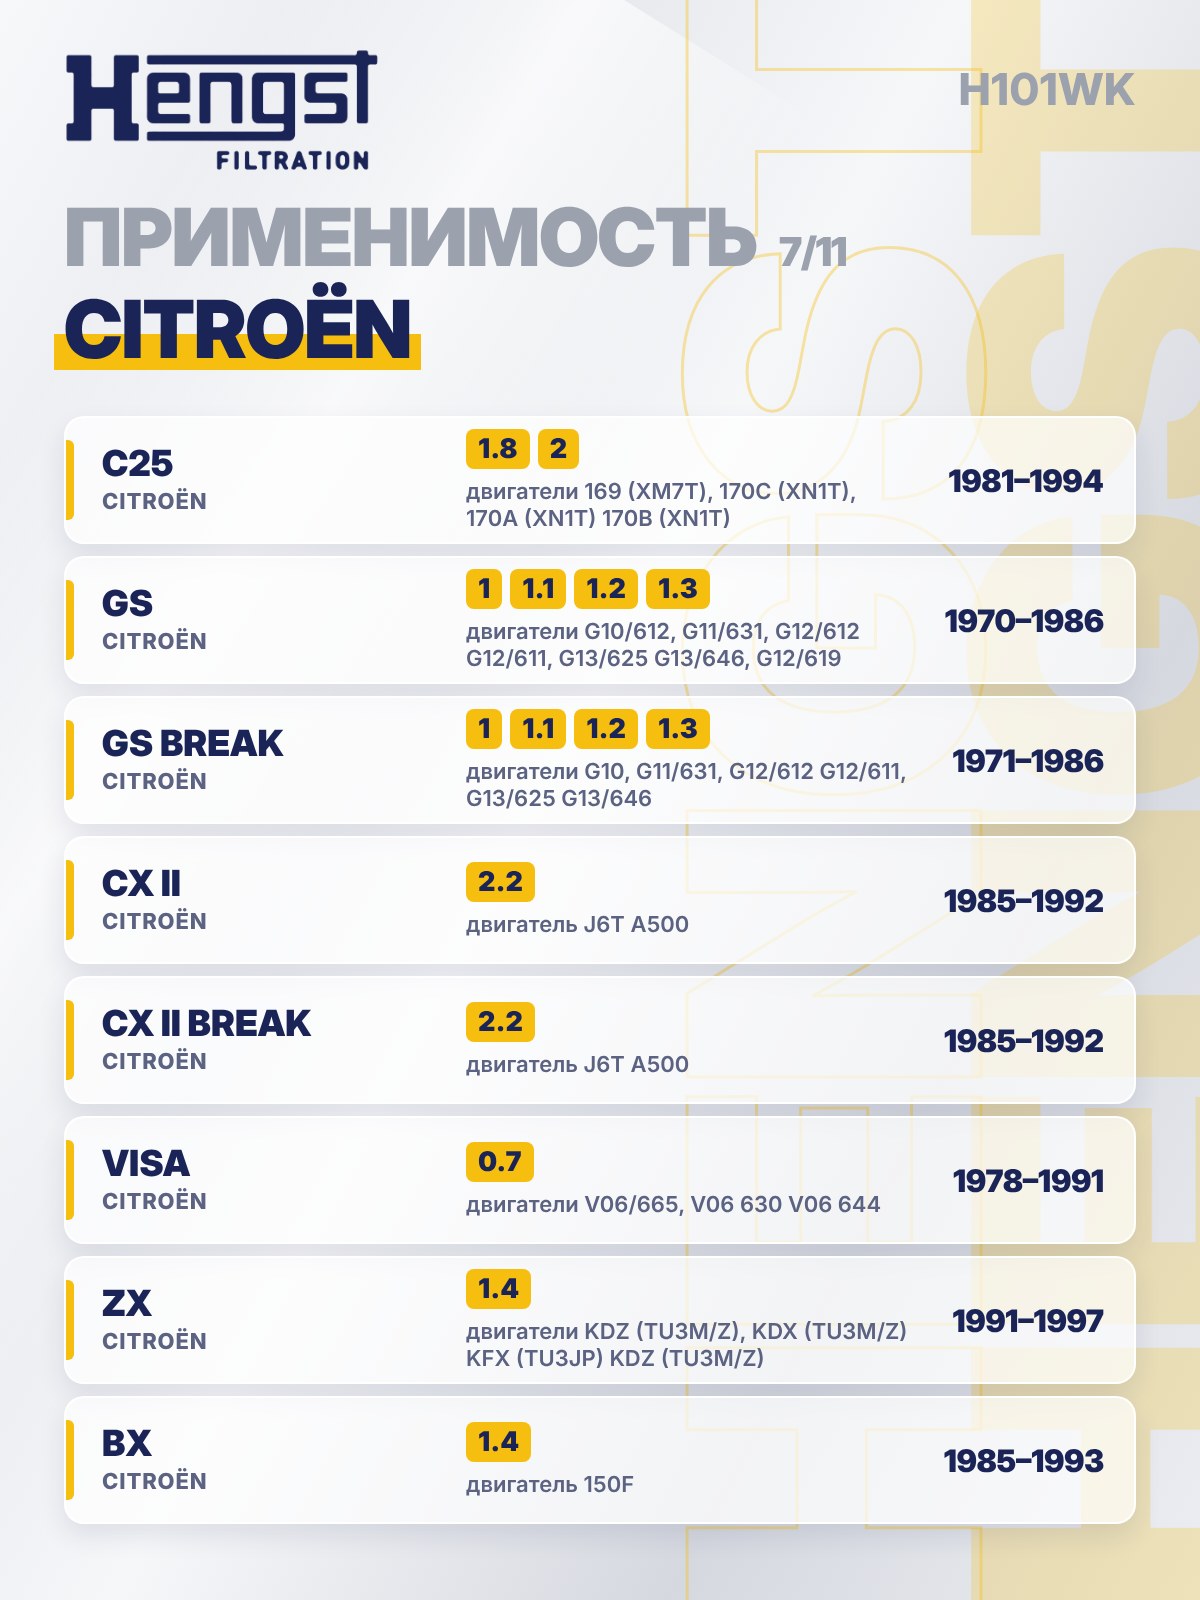 Hengst
FILTRATION
H101WK
ПРИМЕНИМОСТЬ 7/11
CITROËN
C25
CITROËN
1.8 2
двигатели 169 (XM7T), 170C (XN1T),
170A (XN1T) 170B (XN1T)
1981–1994
GS
CITROËN
1 1.1 1.2 1.3
двигатели G10/612, G11/631, G12/612
G12/611, G13/625 G13/646, G12/619
1970–1986
GS BREAK
CITROËN
1 1.1 1.2 1.3
двигатели G10, G11/631, G12/612 G12/611,
G13/625 G13/646
1971–1986
CX II
CITROËN
2.2
двигатель J6T A500
1985–1992
CX II BREAK
CITROËN
2.2
двигатель J6T A500
1985–1992
VISA
CITROËN
0.7
двигатели V06/665, V06 630 V06 644
1978–1991
ZX
CITROËN
1.4
двигатели KDZ (TU3M/Z), KDX (TU3M/Z)
KFX (TU3JP) KDZ (TU3M/Z)
1991–1997
BX
CITROËN
1.4
двигатель 150F
1985–1993
HENGST
HENGST